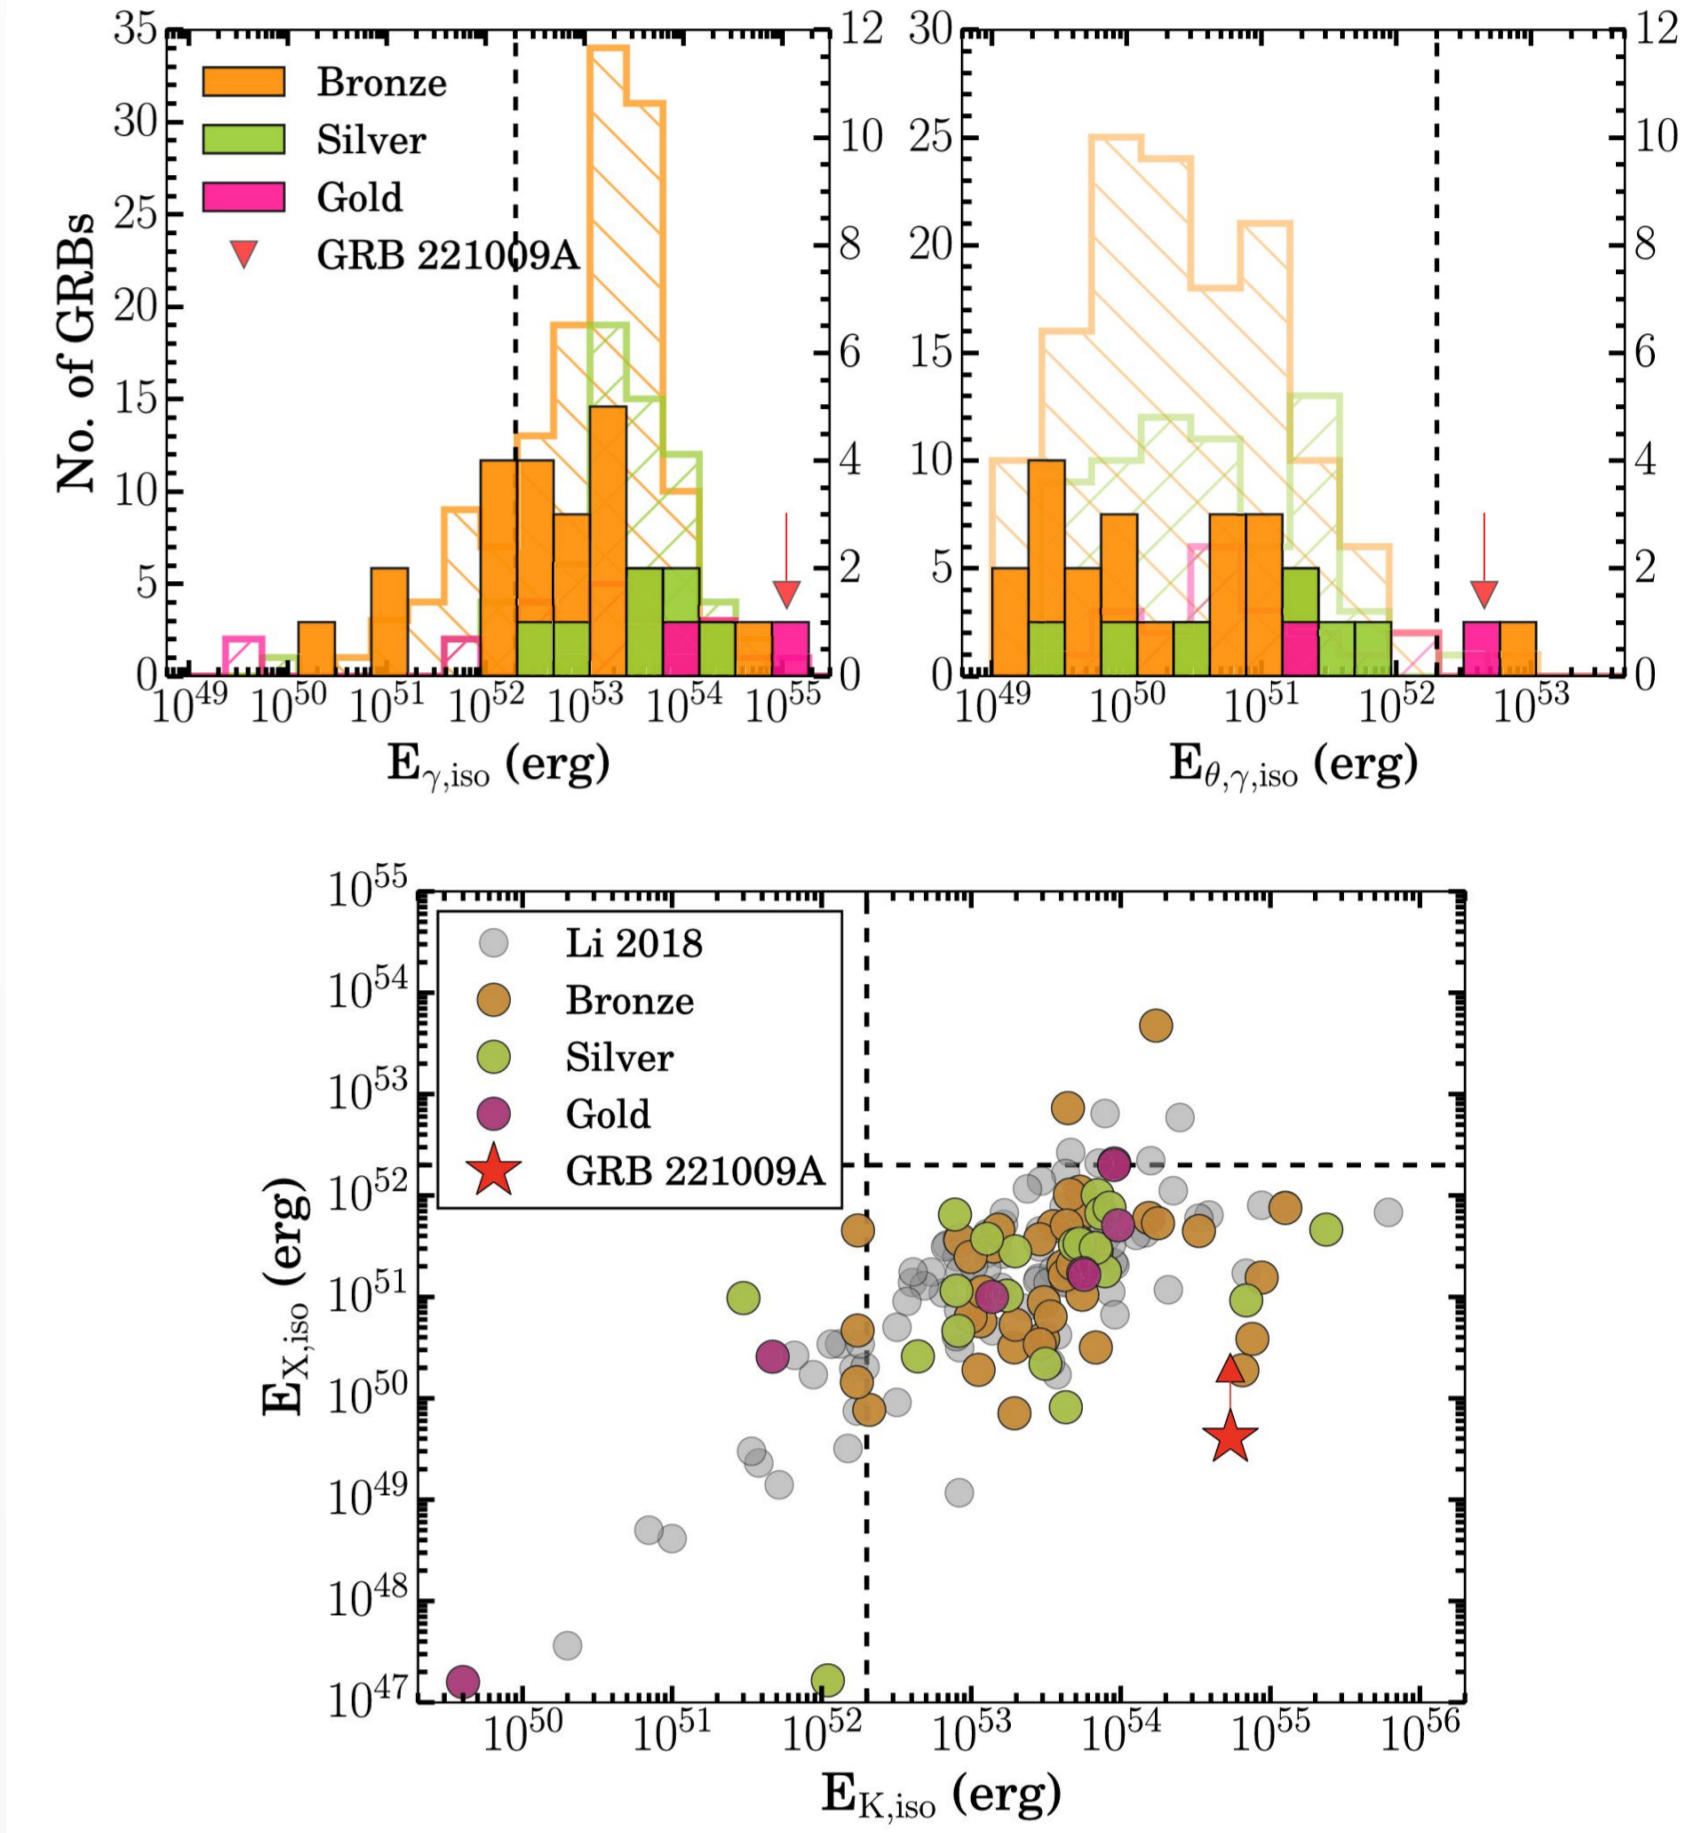 35
30
25
20
15
10
5
0
No. of GRBs
Bronze
Silver
Gold
GRB 221009A
12
10
8
6
4
2
0
10^49 10^50 10^51 10^52 10^53 10^54 10^55
E_γ,iso (erg)
30
25
20
15
10
5
0
12
10
8
6
4
2
0
10^49 10^50 10^51 10^52 10^53
E_θ,γ,iso (erg)
10^55
10^54
10^53
10^52
10^51
10^50
10^49
10^48
10^47
E_X,iso (erg)
Li 2018
Bronze
Silver
Gold
GRB 221009A
10^50 10^51 10^52 10^53 10^54 10^55 10^56
E_K,iso (erg)